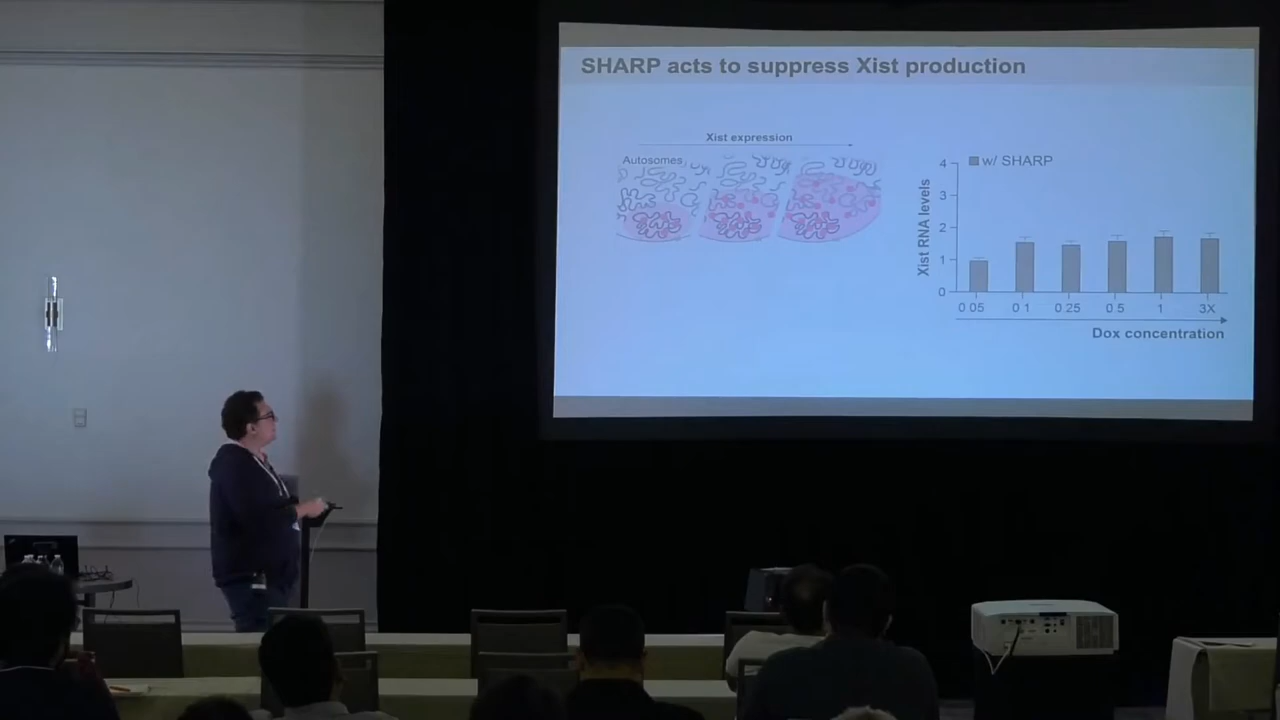 SHARP acts to suppress Xist production
Xist expression
Autosomes
w/ SHARP
Xist RNA levels
4
3
2
1
0
0 05
0 1
0.25
0 5
1
3X
Dox concentration